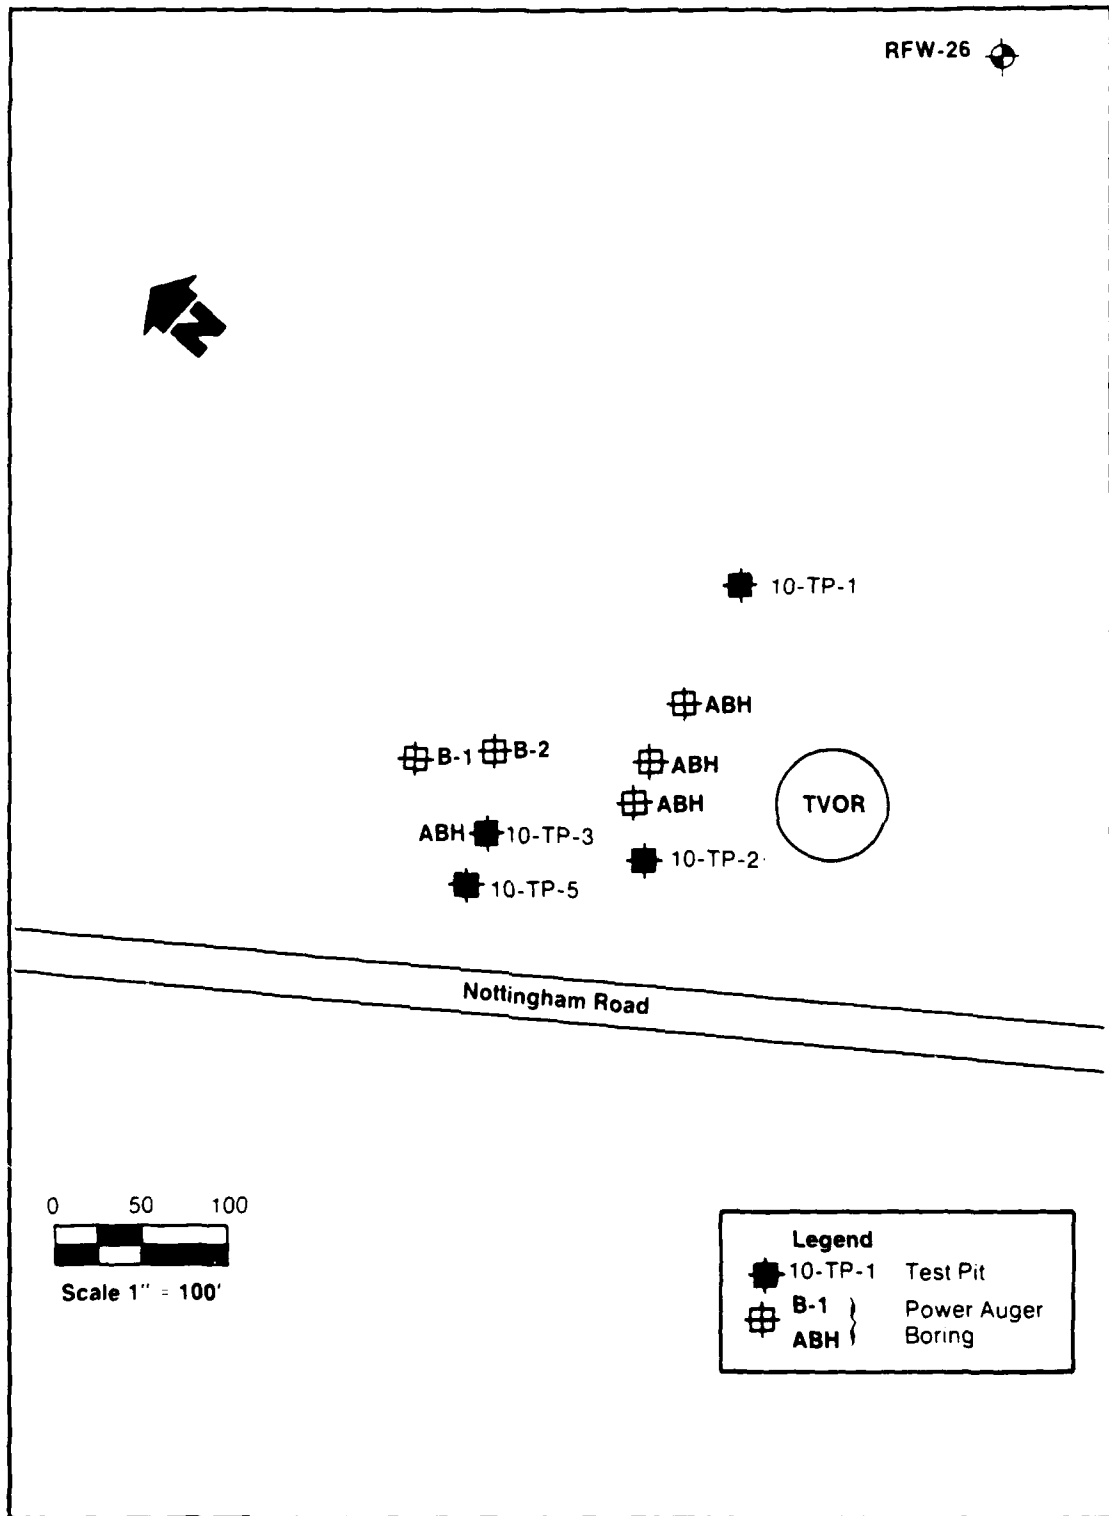 RFW-26
N
10-TP-1
ABH
B-1
B-2
ABH
ABH
TVOR
ABH
10-TP-3
10-TP-2
10-TP-5
Nottingham Road
0 50 100
Scale 1" = 100'
Legend
10-TP-1 Test Pit
B-1
ABH
Power Auger
Boring